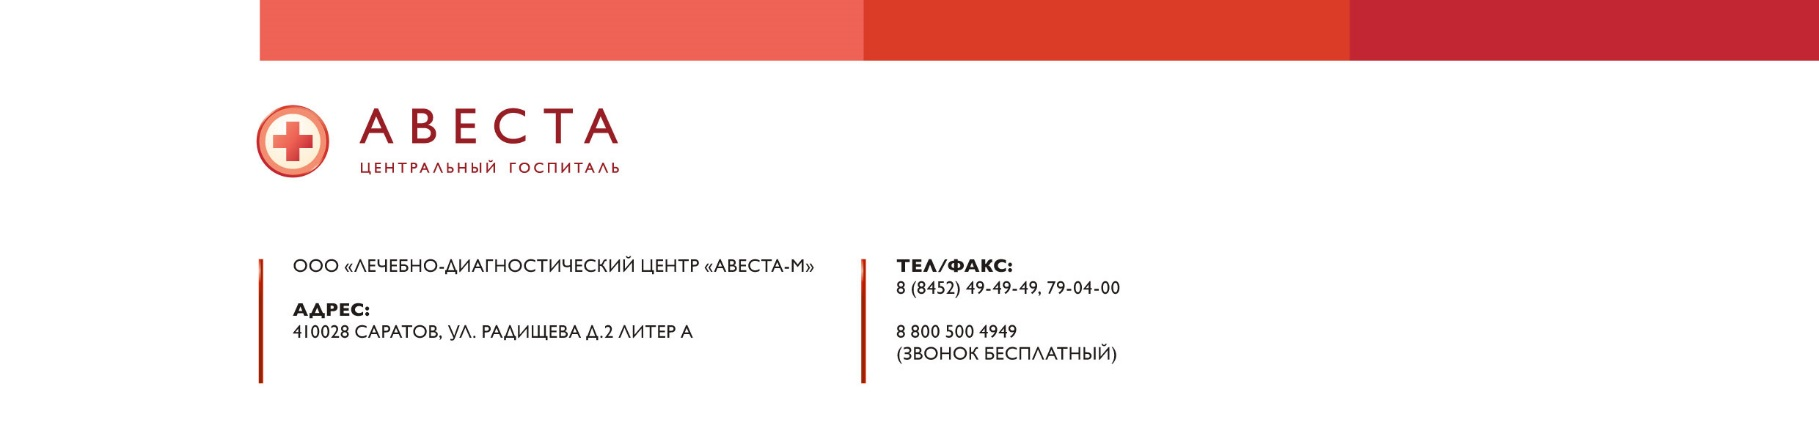 АВЕСТА
ЦЕНТРАЛЬНЫЙ ГОСПИТАЛЬ
ООО «ЛЕЧЕБНО-ДИАГНОСТИЧЕСКИЙ ЦЕНТР «АВЕСТА-М»
АДРЕС:
410028 САРАТОВ, УЛ. РАДИЩЕВА Д.2 ЛИТЕР А
ТЕЛ/ФАКС:
8 (8452) 49-49-49, 79-04-00
8 800 500 4949
(ЗВОНОК БЕСПЛАТНЫЙ)